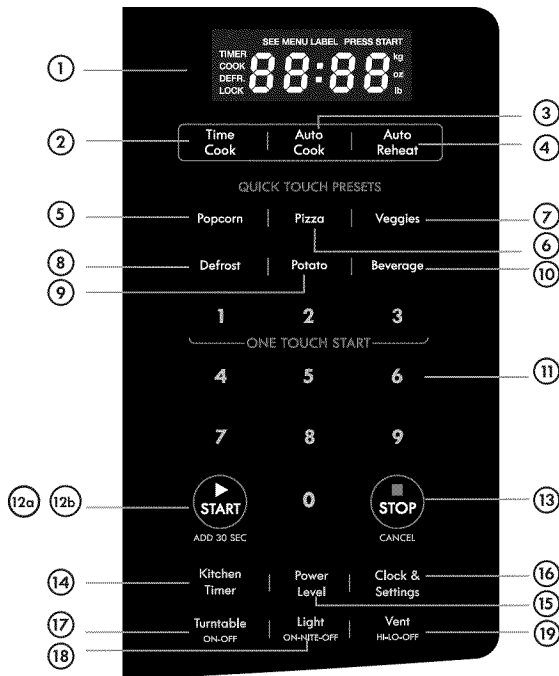 SEE MENU LABEL PRESS START
TIMER
COOK
DEFR.
LOCK
88:88
kg
oz
lb
1
2
3
4
Time Cook
Auto Cook
Auto Reheat
QUICK TOUCH PRESETS
5
Popcorn
Pizza
Veggies
7
6
8
Defrost
Potato
Beverage
10
9
1 2 3
ONE TOUCH START
4 5 6
11
7 8 9
12a 12b
START
0
STOP
13
ADD 30 SEC
CANCEL
14
Kitchen Timer
Power Level
Clock & Settings
16
15
17
Turntable
ON-OFF
Light
ON-NITE-OFF
Vent
HI-LO-OFF
19
18